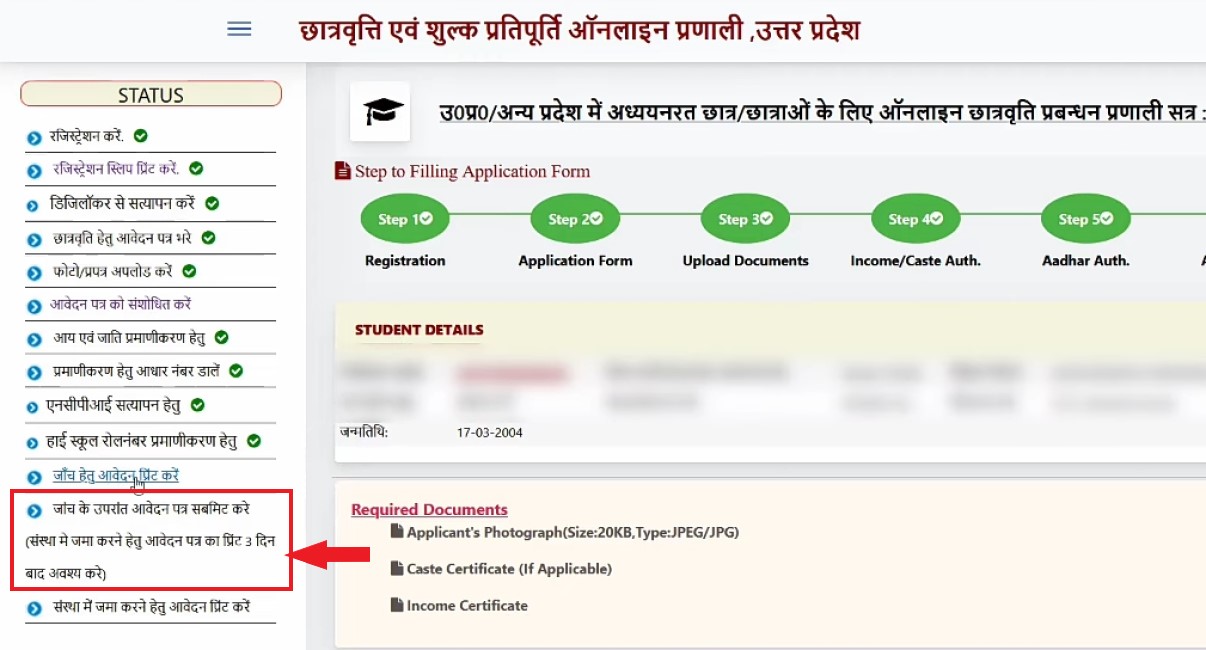 छात्रवृत्ति एवं शुल्क प्रतिपूर्ति ऑनलाइन प्रणाली ,उत्तर प्रदेश
STATUS
रजिस्ट्रेशन करें.
रजिस्ट्रेशन स्लिप प्रिंट करें.
डिजिलॉकर से सत्यापन करें
छात्रवृति हेतु आवेदन पत्र भरे
फोटो/प्रपत्र अपलोड करें
आवेदन पत्र को संशोधित करें
आय एवं जाति प्रमाणीकरण हेतु
प्रमाणीकरण हेतु आधार नंबर डालें
एनसीपीआई सत्यापन हेतु
हाई स्कूल रोलनंबर प्रमाणीकरण हेतु
जाँच हेतु आवेदन प्रिंट करें
जांच के उपरांत आवेदन पत्र सबमिट करे
(संस्था मे जमा करने हेतु आवेदन पत्र का प्रिंट 3 दिन
बाद अवश्य करे)
संस्था में जमा करने हेतु आवेदन प्रिंट करें
उ0प्र0/अन्य प्रदेश में अध्ययनरत छात्र/छात्राओं के लिए ऑनलाइन छात्रवृति प्रबन्धन प्रणाली सत्र :
Step to Filling Application Form
Step 1 Step 2 Step 3 Step 4 Step 5
Registration Application Form Upload Documents Income/Caste Auth. Aadhar Auth.
STUDENT DETAILS
जन्मतिथि: 17-03-2004
Required Documents
Applicant's Photograph(Size:20KB,Type:JPEG/JPG)
Caste Certificate (If Applicable)
Income Certificate